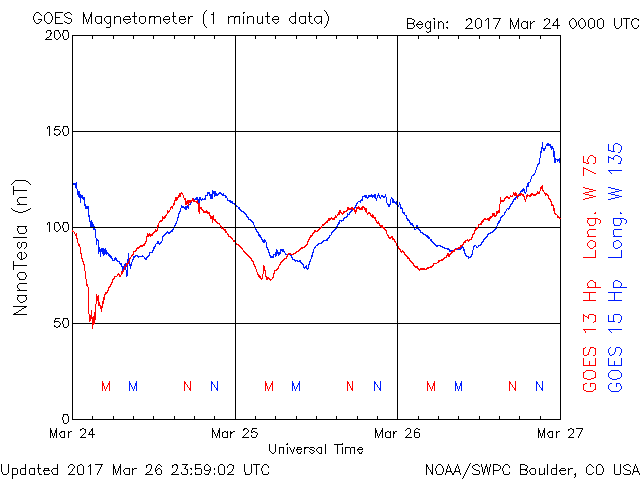 GOES Magnetometer (1 minute data)
Begin: 2017 Mar 24 0000 UTC
200
150
100
50
0
NanoTesla (nT)
M M N N M M N N M M N N
Mar 24 Mar 25 Mar 26 Mar 27
Universal Time
GOES 13 Hp Long. W 75
GOES 15 Hp Long. W 135
Updated 2017 Mar 26 23:59:02 UTC
NOAA/SWPC Boulder, CO USA